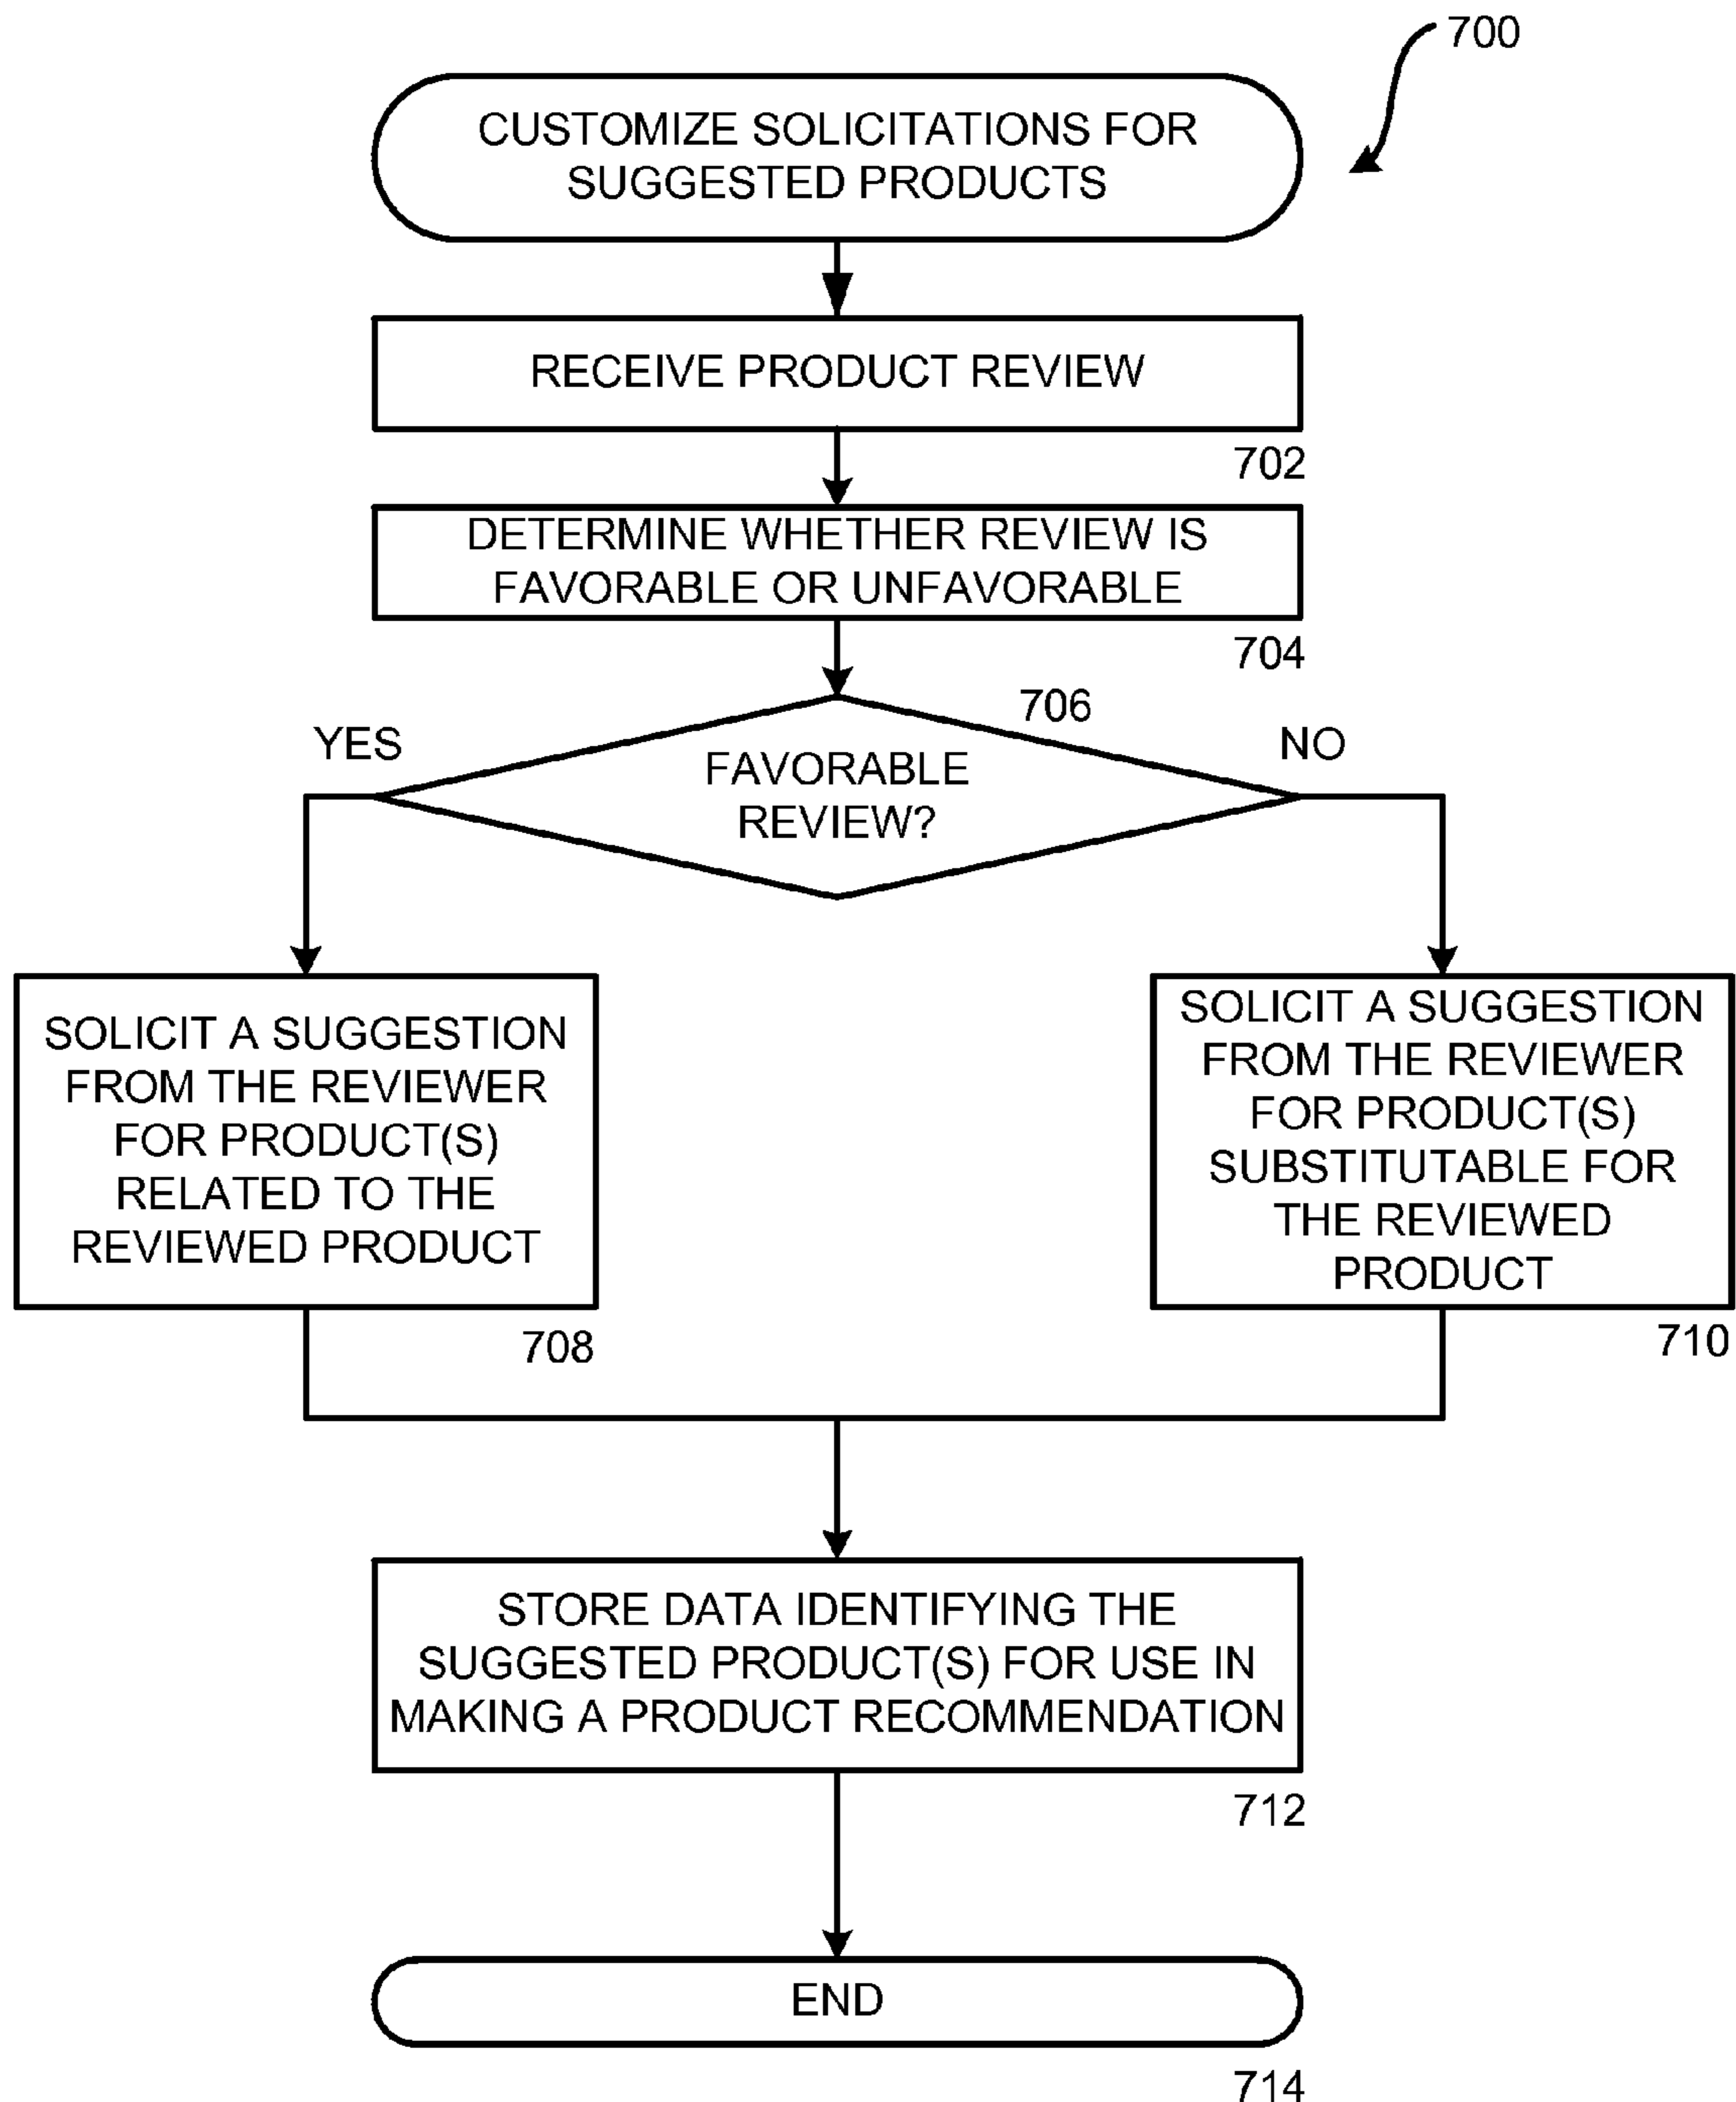 700
CUSTOMIZE SOLICITATIONS FOR
SUGGESTED PRODUCTS
RECEIVE PRODUCT REVIEW
702
DETERMINE WHETHER REVIEW IS
FAVORABLE OR UNFAVORABLE
704
706
YES
NO
FAVORABLE
REVIEW?
SOLICIT A SUGGESTION
FROM THE REVIEWER
FOR PRODUCT(S)
RELATED TO THE
REVIEWED PRODUCT
708
SOLICIT A SUGGESTION
FROM THE REVIEWER
FOR PRODUCT(S)
SUBSTITUTABLE FOR
THE REVIEWED
PRODUCT
710
STORE DATA IDENTIFYING THE
SUGGESTED PRODUCT(S) FOR USE IN
MAKING A PRODUCT RECOMMENDATION
712
END
714